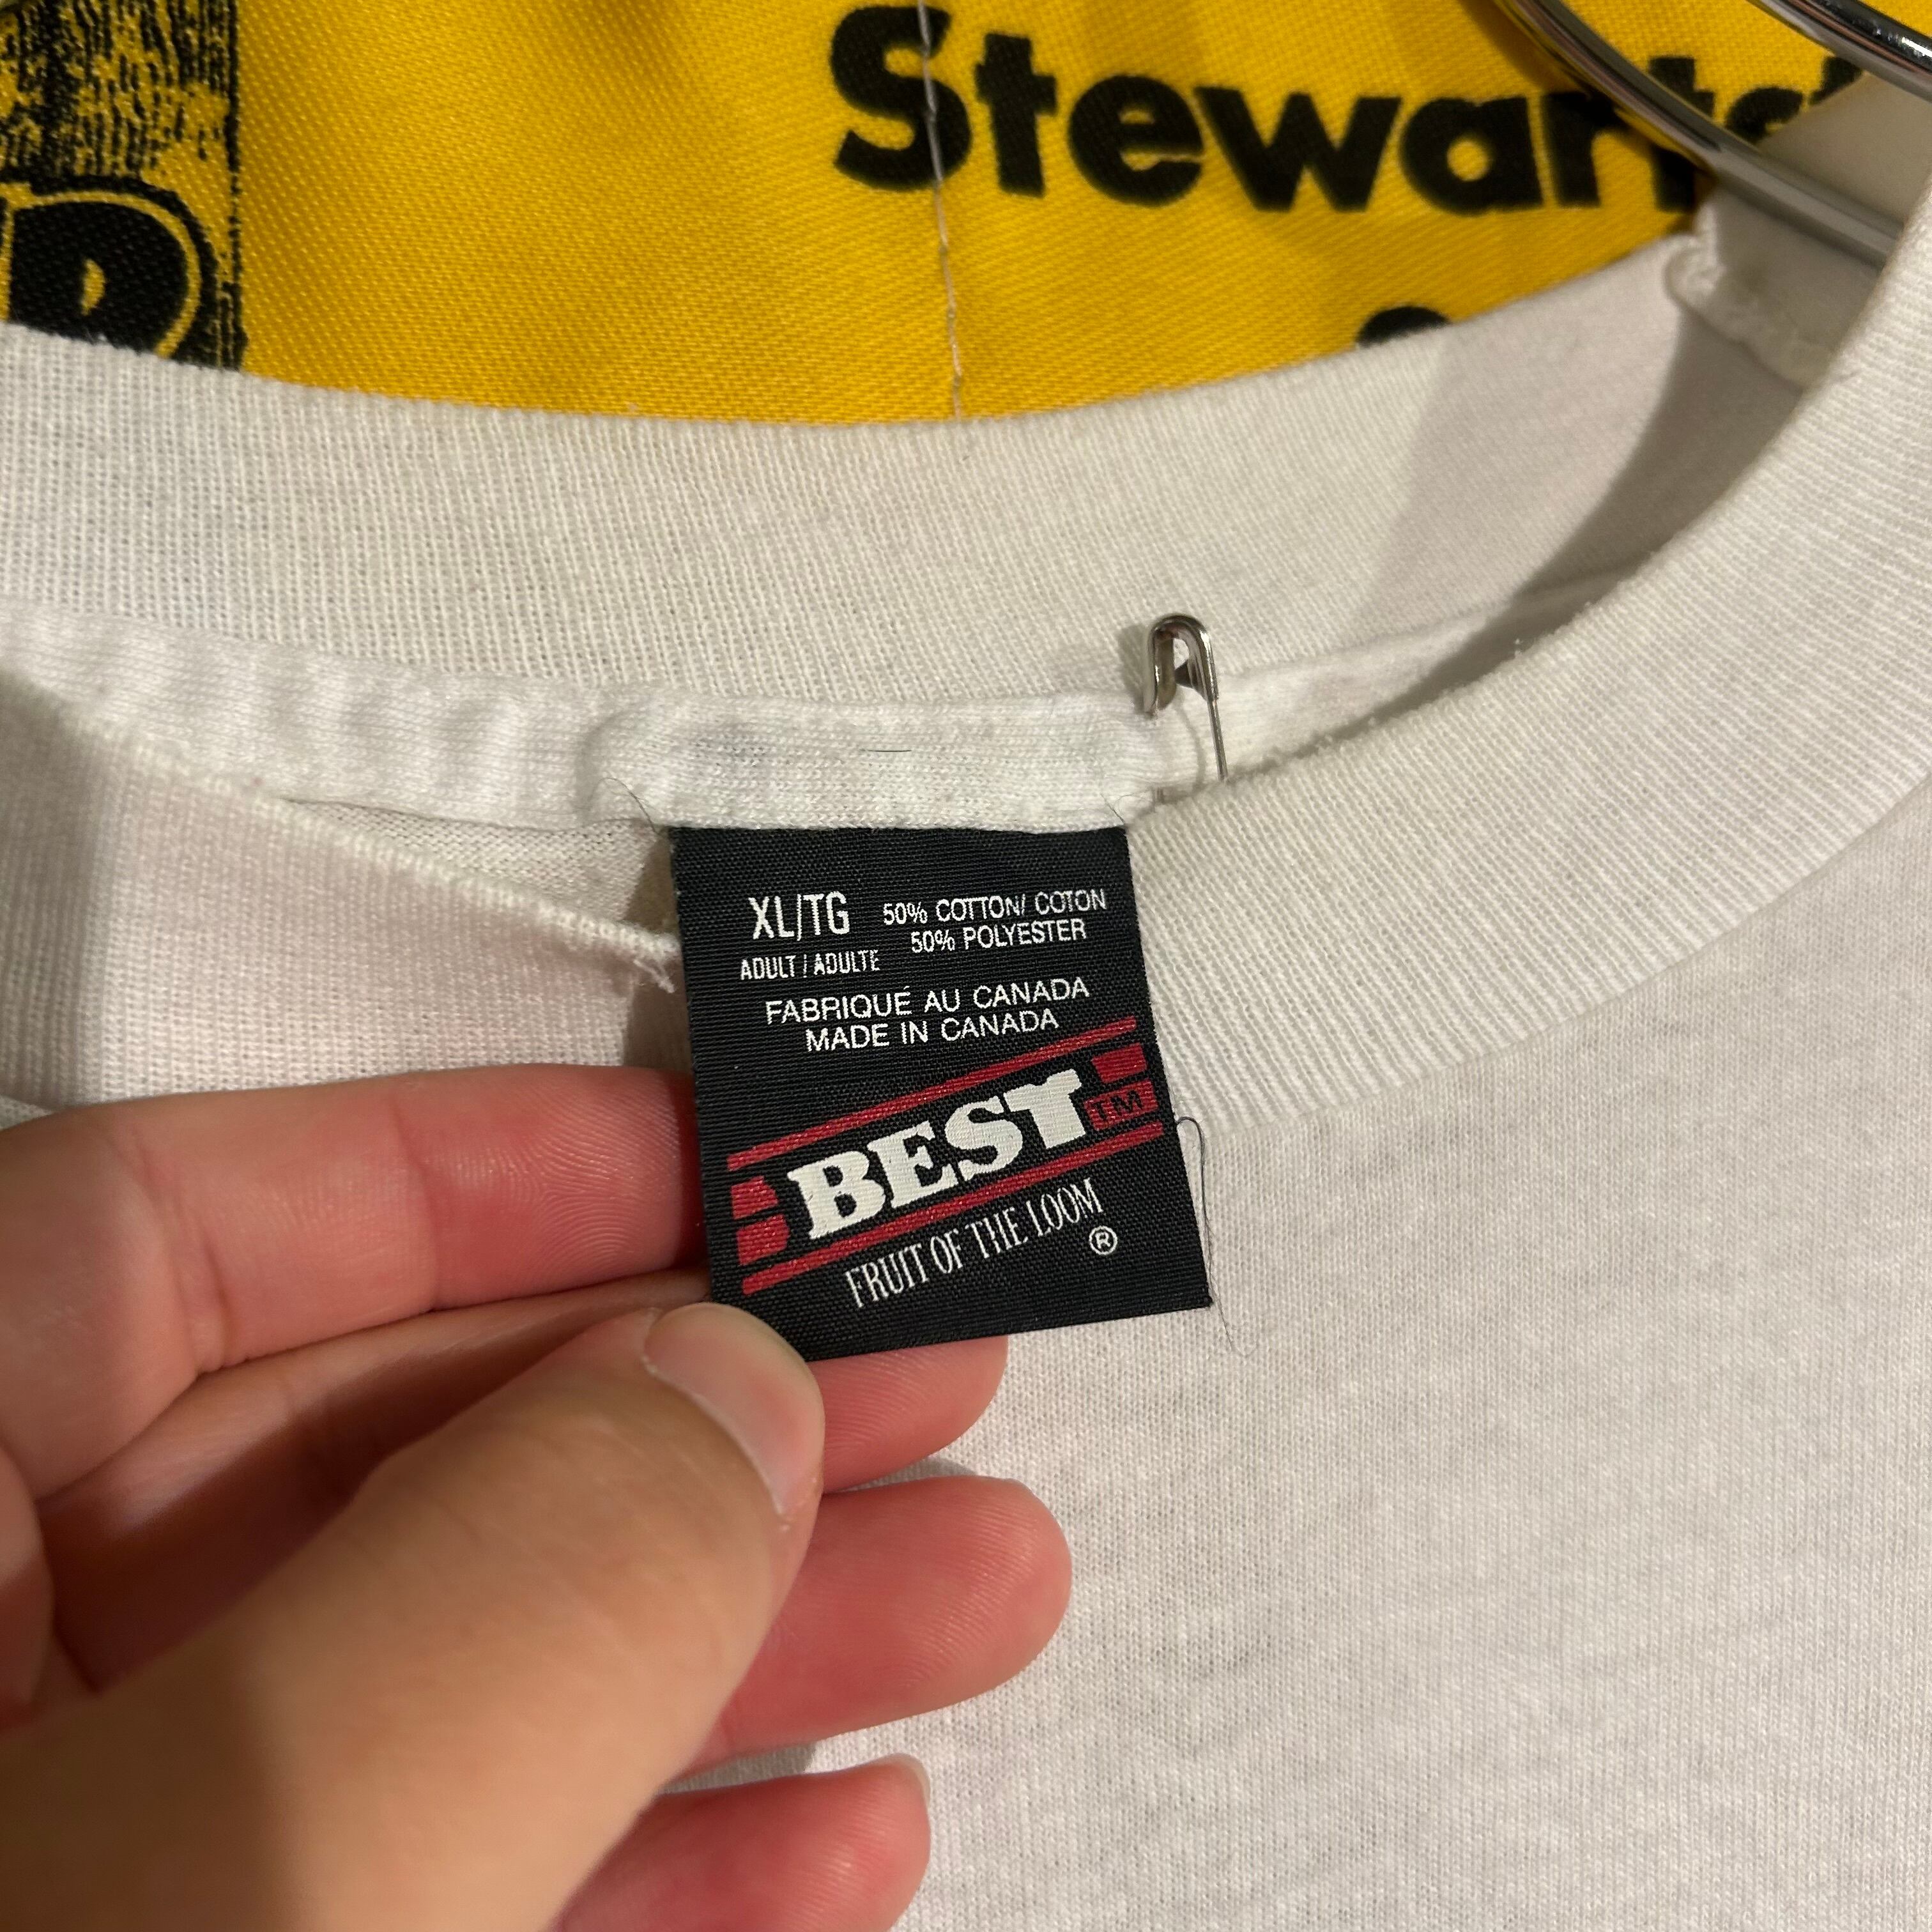 Stewarts
XL/TG
50% COTTON/ COTON
50% POLYESTER
ADULT / ADULTE
FABRIQUÉ AU CANADA
MADE IN CANADA
BEST TM
FRUIT OF THE LOOM
®